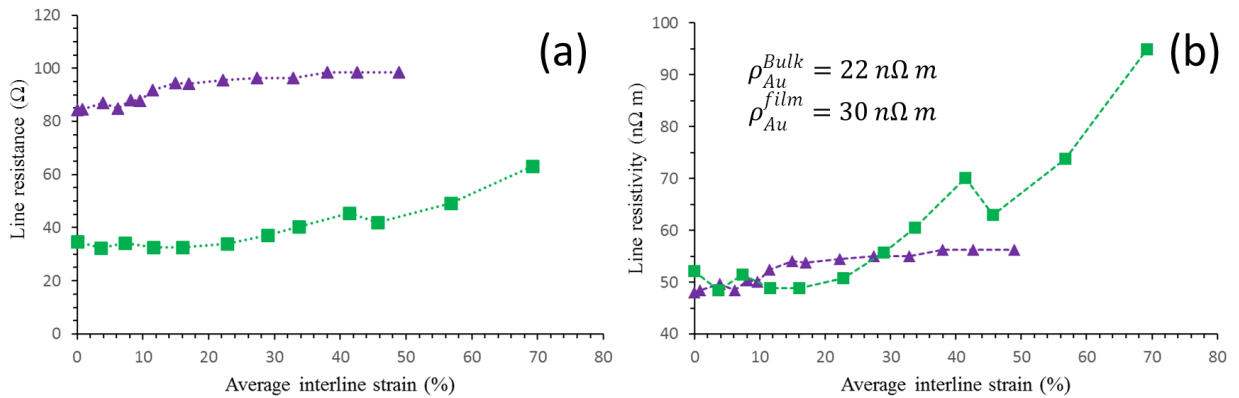 (a)
Line resistance (Ω)
120
100
80
60
40
20
0
0 10 20 30 40 50 60 70 80
Average interline strain (%)
(b)
ρ_Au^Bulk = 22 nΩ m
ρ_Au^film = 30 nΩ m
Line resistivity (nΩ m)
100
90
80
70
60
50
40
0 10 20 30 40 50 60 70 80
Average interline strain (%)